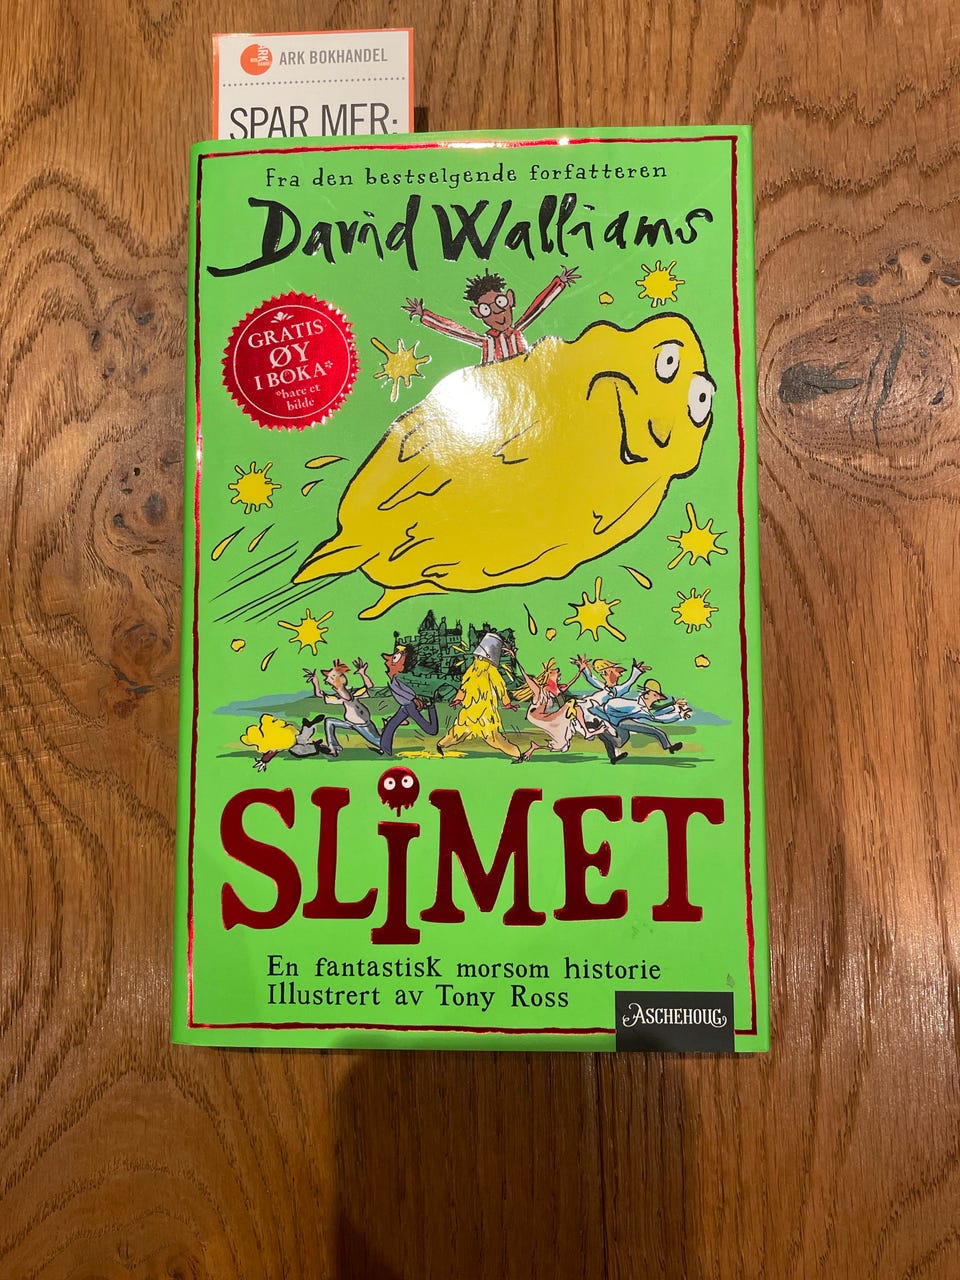 ARK BOKHANDEL
SPAR MER:
Fra den bestselgende forfatteren
David Walliams
GRATIS
ØY
I BOKA*
*bare et
bilde
SLiMET
En fantastisk morsom historie
Illustrert av Tony Ross
ASCHEHOUG